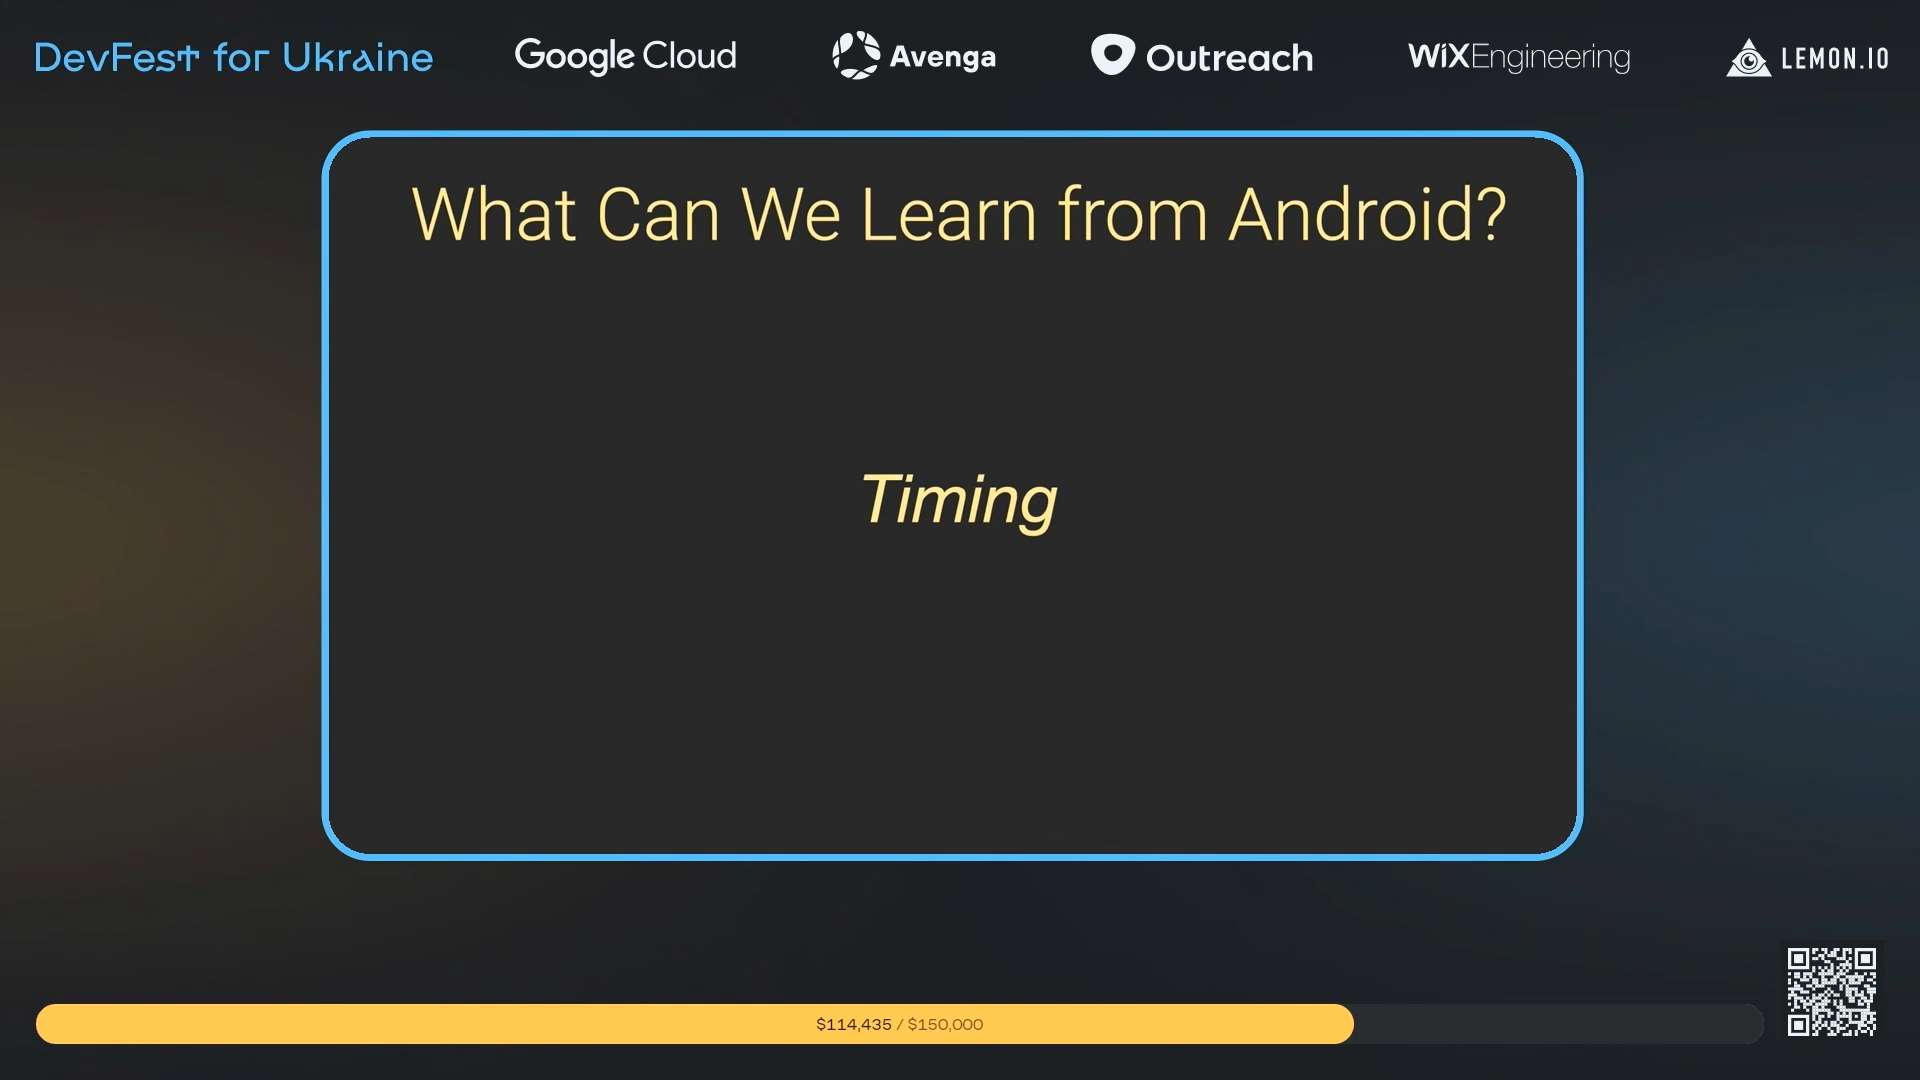 DevFest for Ukraine
Google Cloud
Avenga
Outreach
WiXEngineering
LEMON.IO
What Can We Learn from Android?
Timing
$114,435 / $150,000